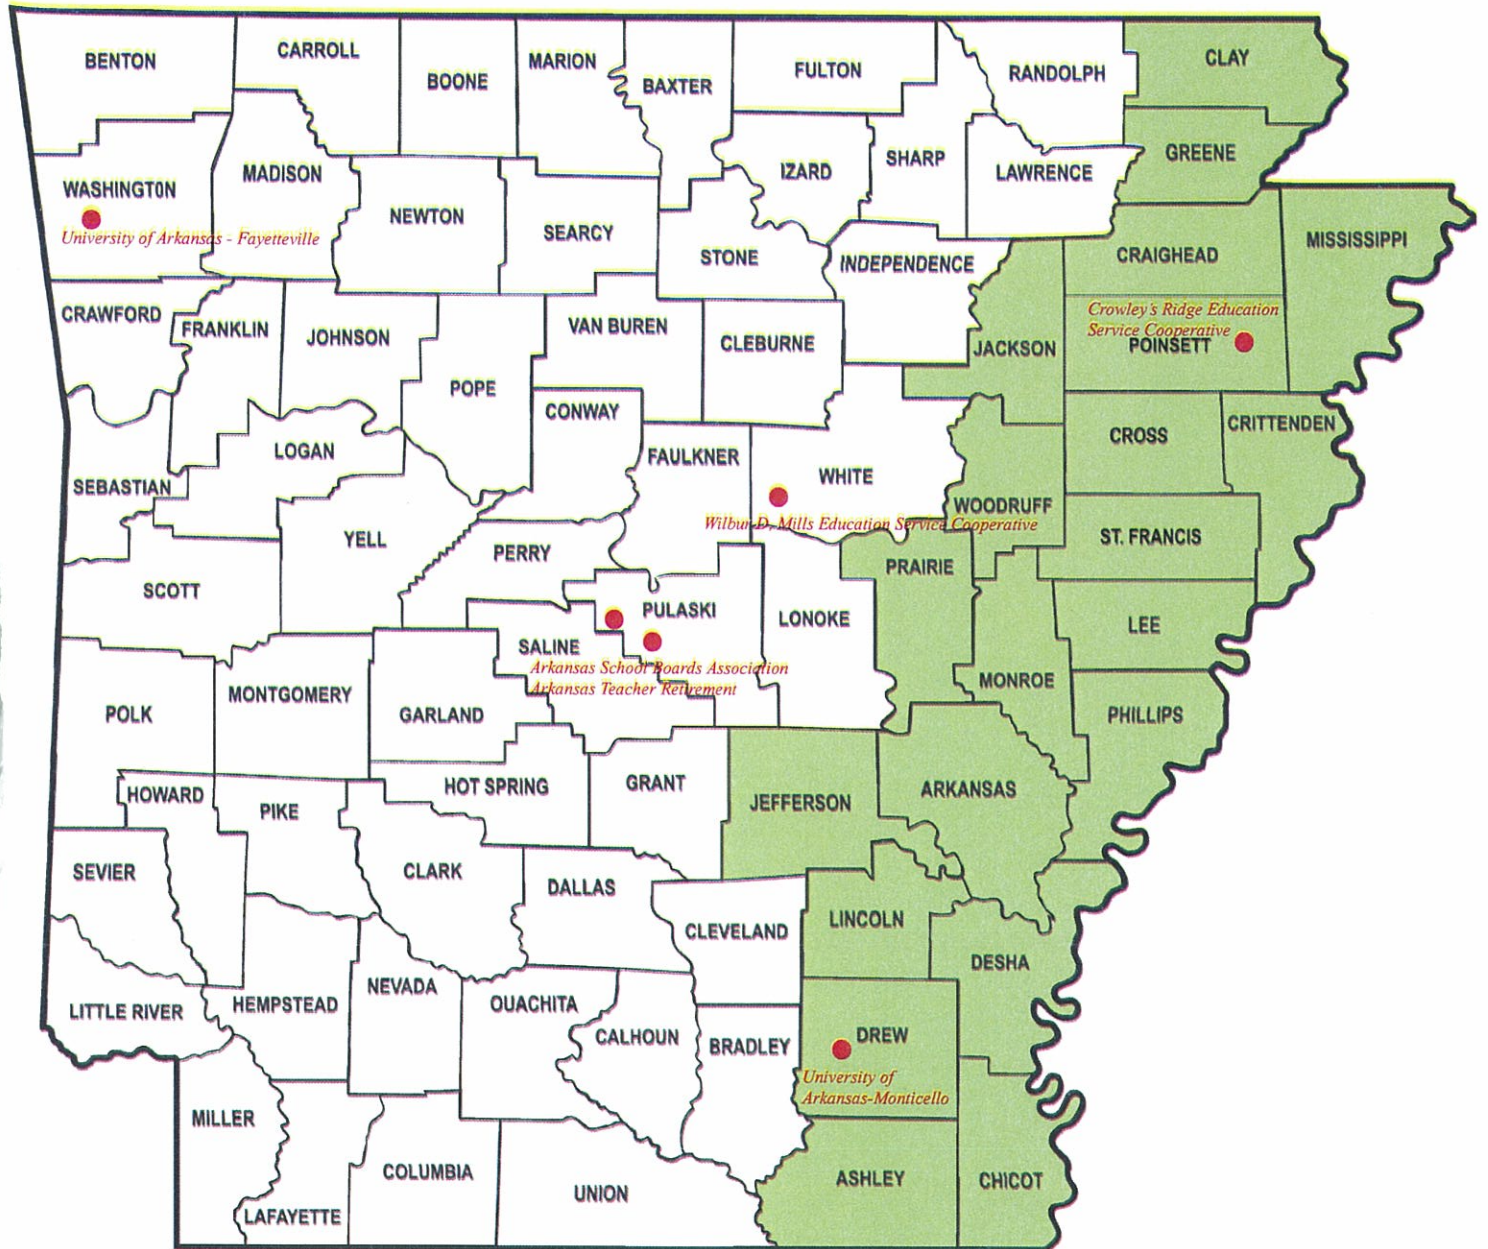 BENTON
CARROLL
BOONE
MARION
BAXTER
FULTON
RANDOLPH
CLAY
WASHINGTON
University of Arkansas - Fayetteville
MADISON
NEWTON
SEARCY
STONE
IZARD
SHARP
LAWRENCE
GREENE
INDEPENDENCE
CRAIGHEAD
MISSISSIPPI
Crowley's Ridge Education
Service Cooperative
POINSETT
CRAWFORD
FRANKLIN
JOHNSON
POPE
VAN BUREN
CLEBURNE
JACKSON
CONWAY
FAULKNER
WHITE
Wilbur D. Mills Education Service Cooperative
WOODRUFF
CROSS
CRITTENDEN
SEBASTIAN
LOGAN
YELL
PERRY
ST. FRANCIS
SCOTT
PULASKI
SALINE
Arkansas School Boards Association
Arkansas Teacher Retirement
LONOKE
PRAIRIE
MONROE
LEE
PHILLIPS
POLK
MONTGOMERY
GARLAND
HOT SPRING
GRANT
JEFFERSON
ARKANSAS
HOWARD
PIKE
CLARK
DALLAS
CLEVELAND
LINCOLN
DESHA
SEVIER
LITTLE RIVER
HEMPSTEAD
NEVADA
OUACHITA
CALHOUN
BRADLEY
DREW
University of
Arkansas-Monticello
MILLER
LAFAYETTE
COLUMBIA
UNION
ASHLEY
CHICOT